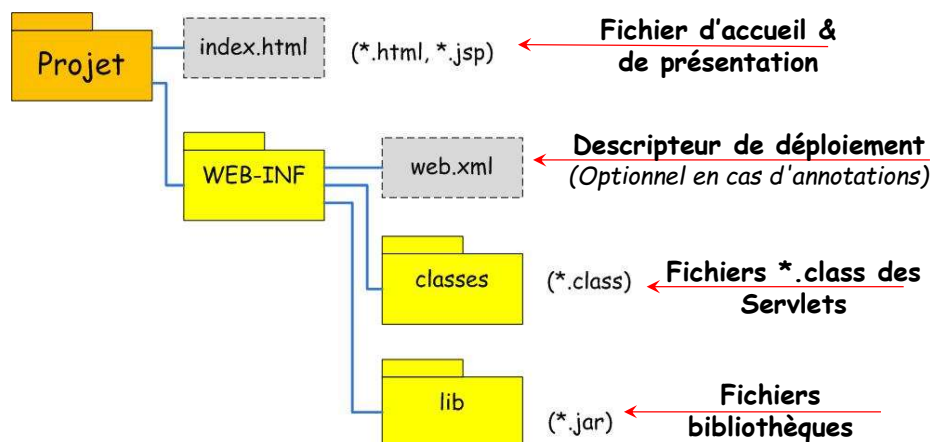 Projet
index.html
(*.html, *.jsp)
Fichier d'accueil &
de présentation
WEB-INF
web.xml
Descripteur de déploiement
(Optionnel en cas d'annotations)
classes
(*.class)
Fichiers *.class des
Servlets
lib
(*.jar)
Fichiers
bibliothèques